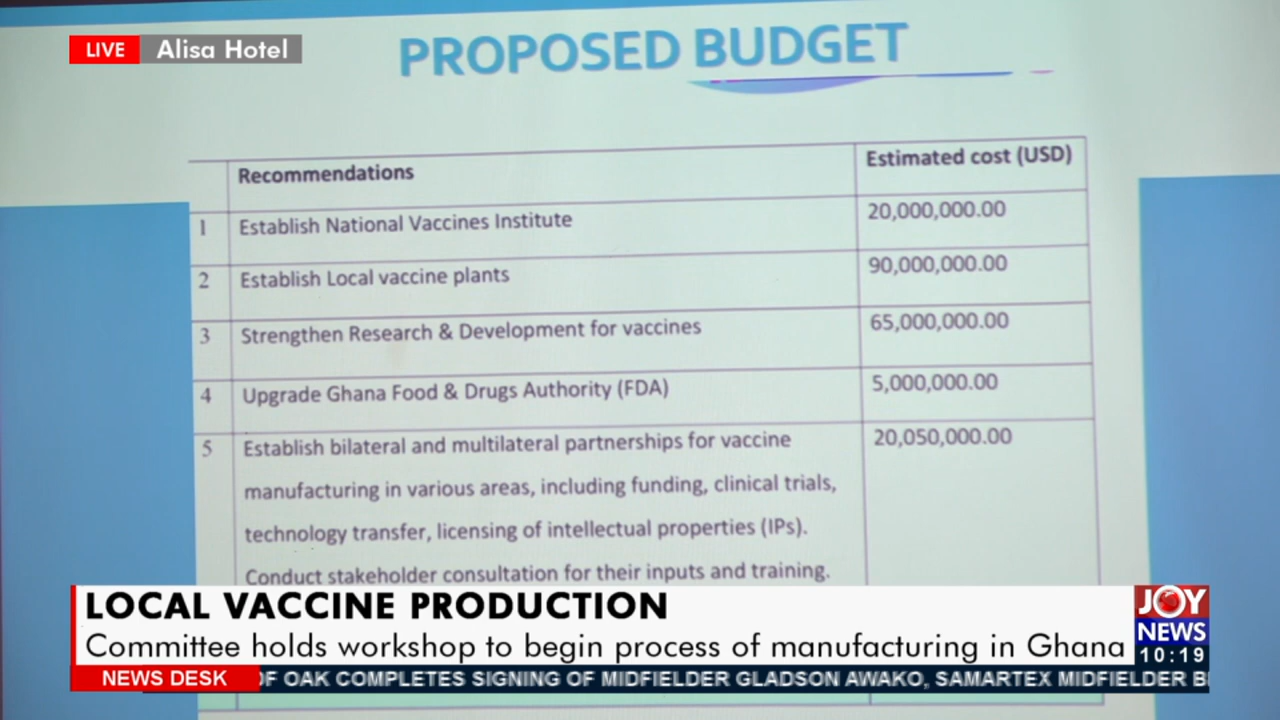 LIVE Alisa Hotel
PROPOSED BUDGET
Recommendations Estimated cost (USD)
1 Establish National Vaccines Institute 20,000,000.00
2 Establish Local vaccine plants 90,000,000.00
3 Strengthen Research & Development for vaccines 65,000,000.00
4 Upgrade Ghana Food & Drugs Authority (FDA) 5,000,000.00
5 Establish bilateral and multilateral partnerships for vaccine 20,050,000.00
manufacturing in various areas, including funding, clinical trials,
technology transfer, licensing of intellectual properties (IPs).
Conduct stakeholder consultation for their inputs and training.
LOCAL VACCINE PRODUCTION
Committee holds workshop to begin process of manufacturing in Ghana
JOY
NEWS
10:19
NEWS DESK OF OAK COMPLETES SIGNING OF MIDFIELDER GLADSON AWAKO, SAMARTEX MIDFIELDER